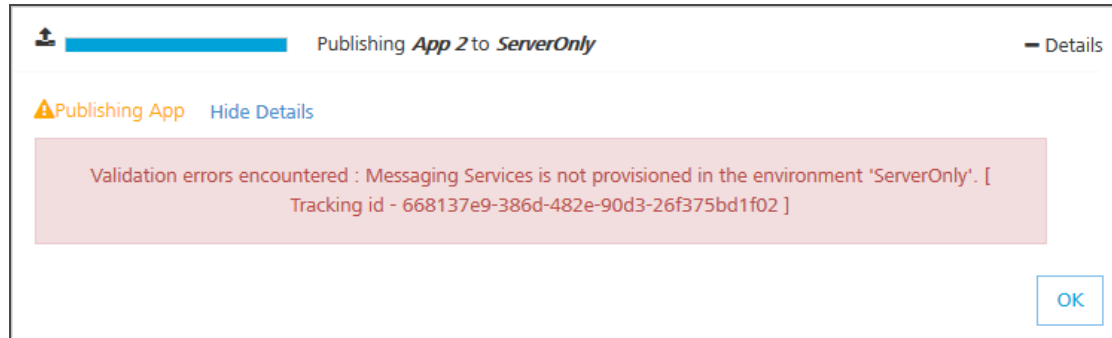 Publishing App 2 to ServerOnly
Details
Publishing App Hide Details
Validation errors encountered : Messaging Services is not provisioned in the environment 'ServerOnly'. [
Tracking id - 668137e9-386d-482e-90d3-26f375bd1f02 ]
OK